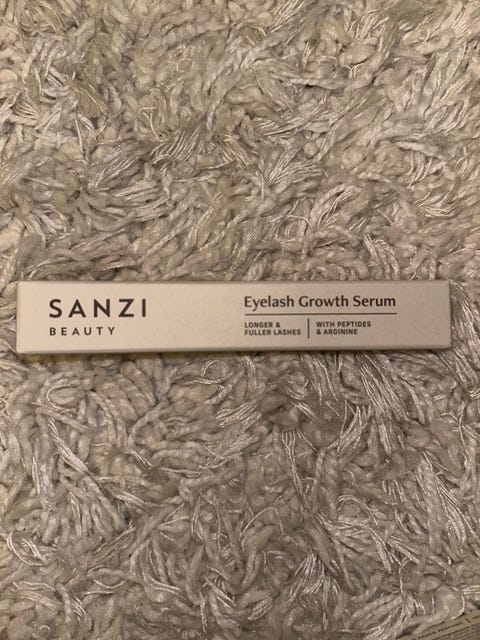 SANZI
BEAUTY
Eyelash Growth Serum
LONGER &
FULLER LASHES
WITH PEPTIDES
& ARGININE